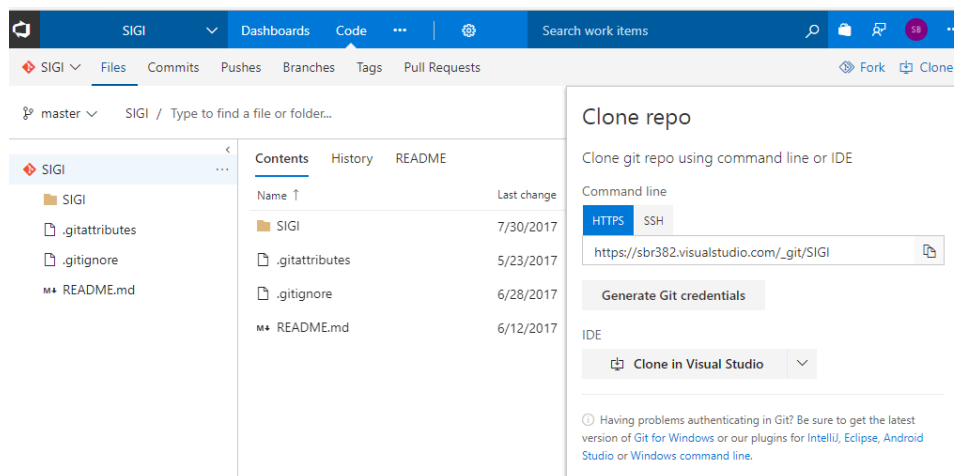 SIGI Dashboards Code ··· Search work items SB
SIGI Files Commits Pushes Branches Tags Pull Requests Fork Clone
master SIGI / Type to find a file or folder...
SIGI ···
SIGI
.gitattributes
.gitignore
M↓ README.md
Contents History README
Name ↑ Last change
SIGI 7/30/2017
.gitattributes 5/23/2017
.gitignore 6/28/2017
M↓ README.md 6/12/2017
Clone repo
Clone git repo using command line or IDE
Command line
HTTPS SSH
https://sbr382.visualstudio.com/_git/SIGI
Generate Git credentials
IDE
Clone in Visual Studio
Having problems authenticating in Git? Be sure to get the latest
version of Git for Windows or our plugins for IntelliJ, Eclipse, Android
Studio or Windows command line.